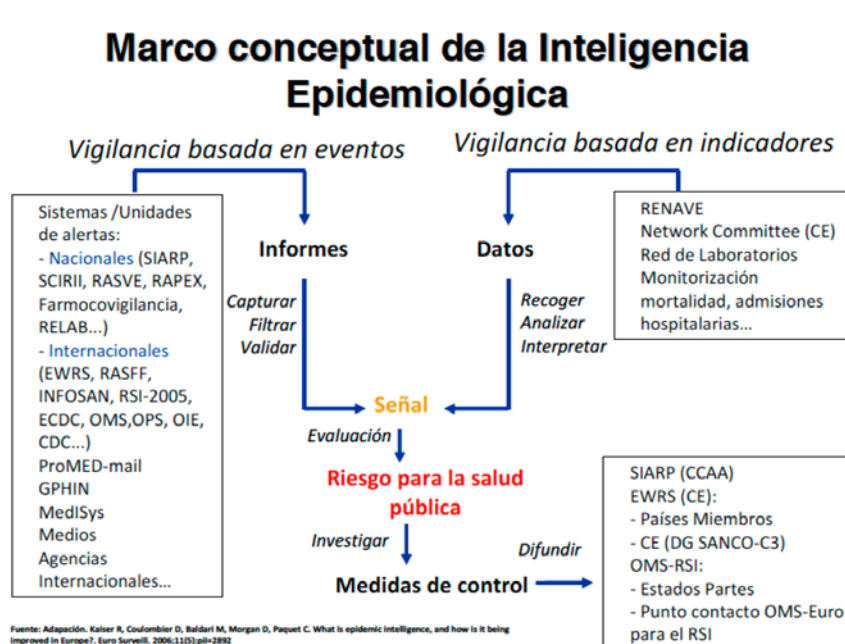 Marco conceptual de la Inteligencia
Epidemiológica
Vigilancia basada en eventos
Vigilancia basada en indicadores
Sistemas /Unidades
de alertas:
- Nacionales (SIARP,
SCIRII, RASVE, RAPEX,
Farmocovigilancia,
RELAB...)
- Internacionales
(EWRS, RASFF,
INFOSAN, RSI-2005,
ECDC, OMS,OPS, OIE,
CDC...)
ProMED-mail
GPHIN
MedISys
Medios
Agencias
Internacionales...
Informes
Capturar
Filtrar
Validar
Datos
Recoger
Analizar
Interpretar
RENAVE
Network Committee (CE)
Red de Laboratorios
Monitorización
mortalidad, admisiones
hospitalarias...
Señal
Evaluación
Riesgo para la salud
pública
Investigar
Medidas de control
Difundir
SIARP (CCAA)
EWRS (CE):
- Países Miembros
- CE (DG SANCO-C3)
OMS-RSI:
- Estados Partes
- Punto contacto OMS-Euro
para el RSI
Fuente: Adapación. Kaiser R, Coulombier D, Baldari M, Morgan D, Paquet C. What is epidemic intelligence, and how is it being
improved in Europe?. Euro Surveill. 2006;11(5):pii=2892